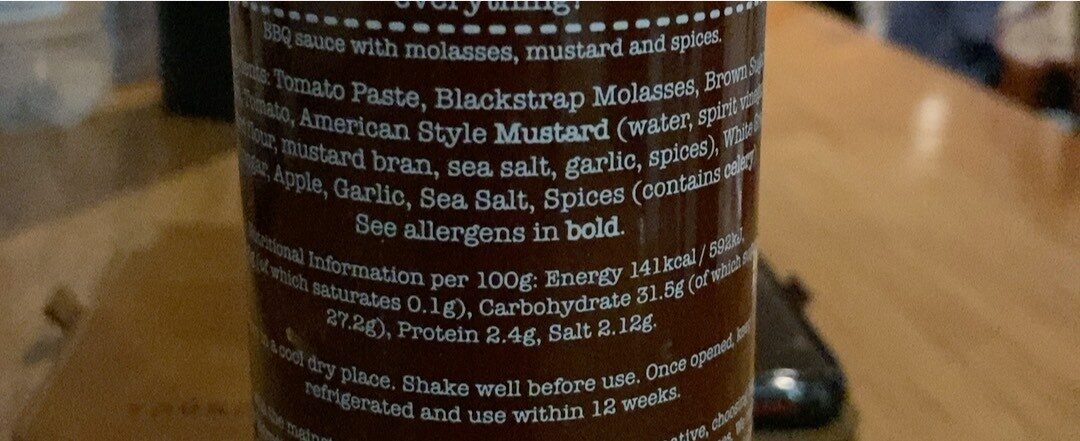 everything!
BBQ sauce with molasses, mustard and spices.
Tomato Paste, Blackstrap Molasses, Brown
Tomato, American Style Mustard (water, spirit
mustard bran, sea salt, garlic, spices), White
Apple, Garlic, Sea Salt, Spices (contains celery
See allergens in bold.
Information per 100g: Energy 141kcal/592kJ,
(of which saturates 0.1g), Carbohydrate 31.5g (of which
27.2g), Protein 2.4g, Salt 2.12g.
a cool dry place. Shake well before use. Once opened, keep
refrigerated and use within 12 weeks.